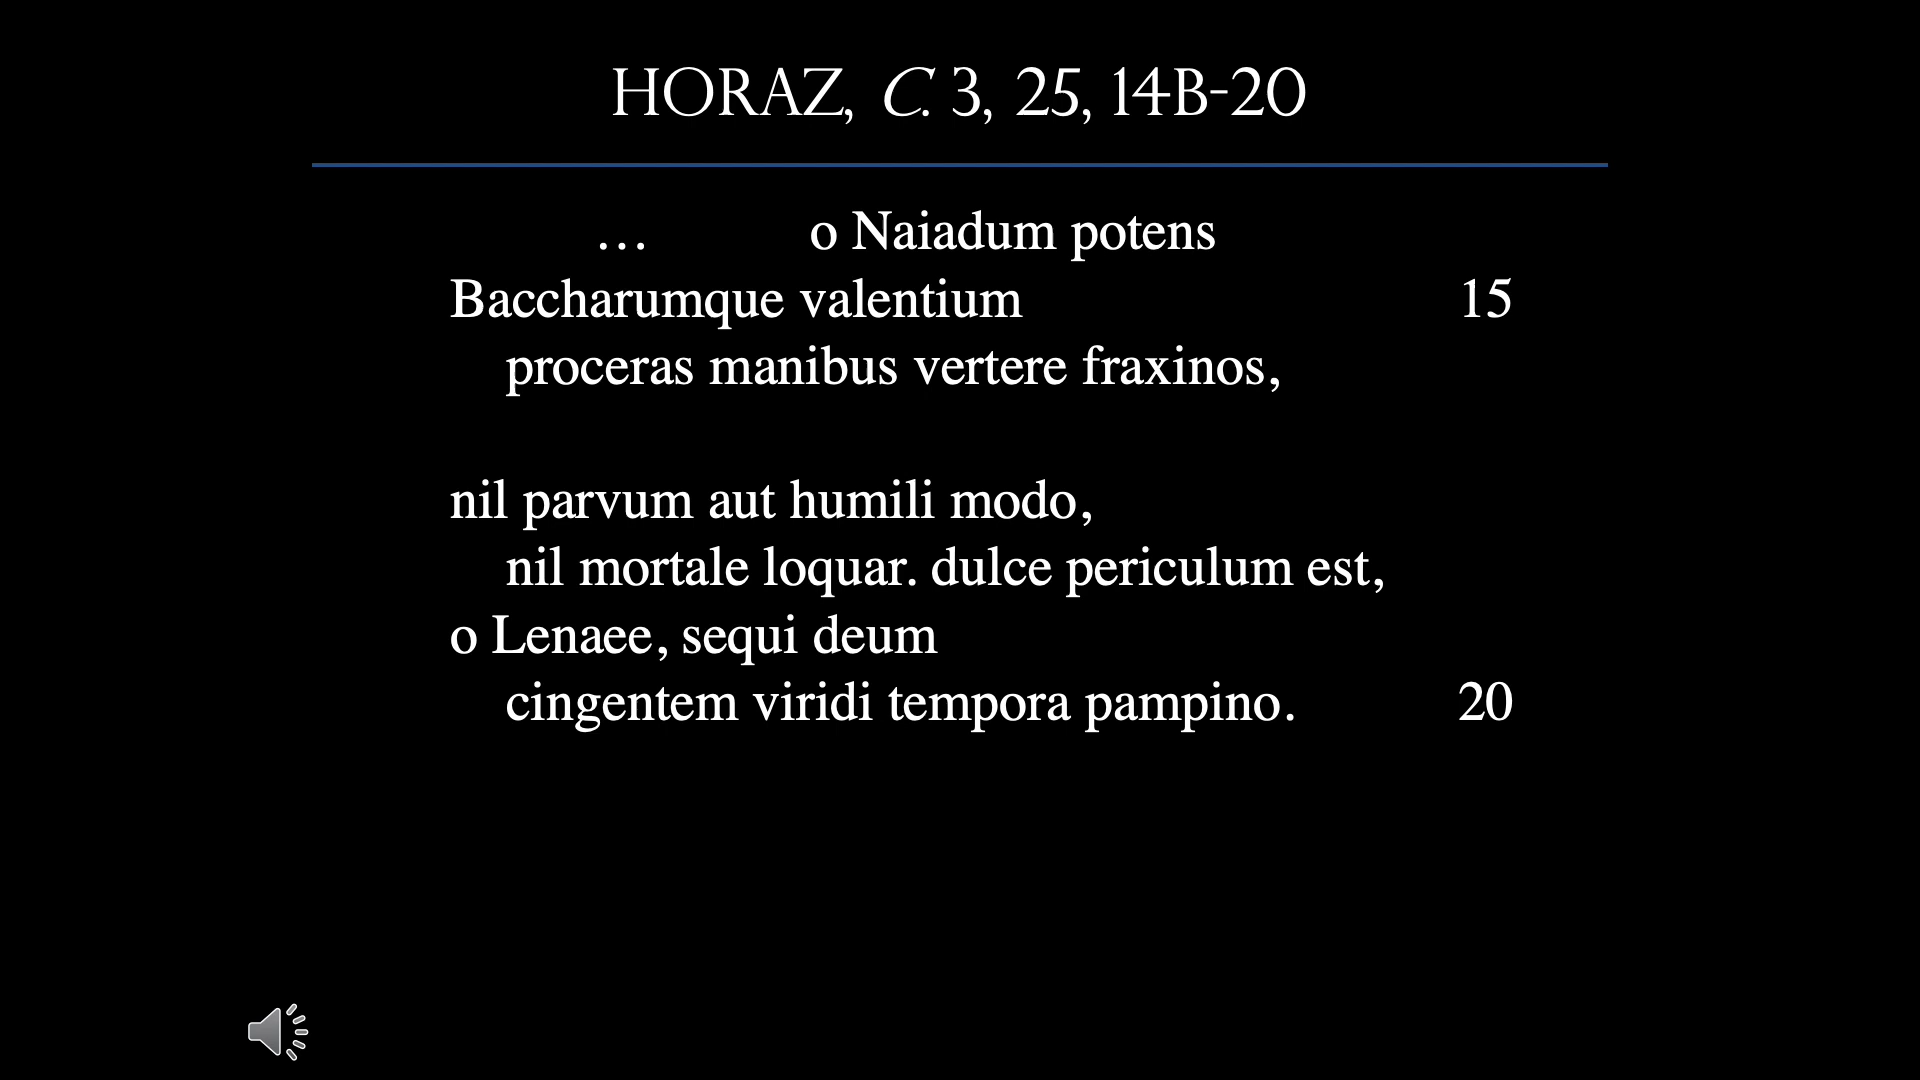 HORAZ, C. 3, 25, 14B-20
… o Naiadum potens
Baccharumque valentium 15
proceras manibus vertere fraxinos,
nil parvum aut humili modo,
nil mortale loquar. dulce periculum est,
o Lenaee, sequi deum
cingentem viridi tempora pampino. 20